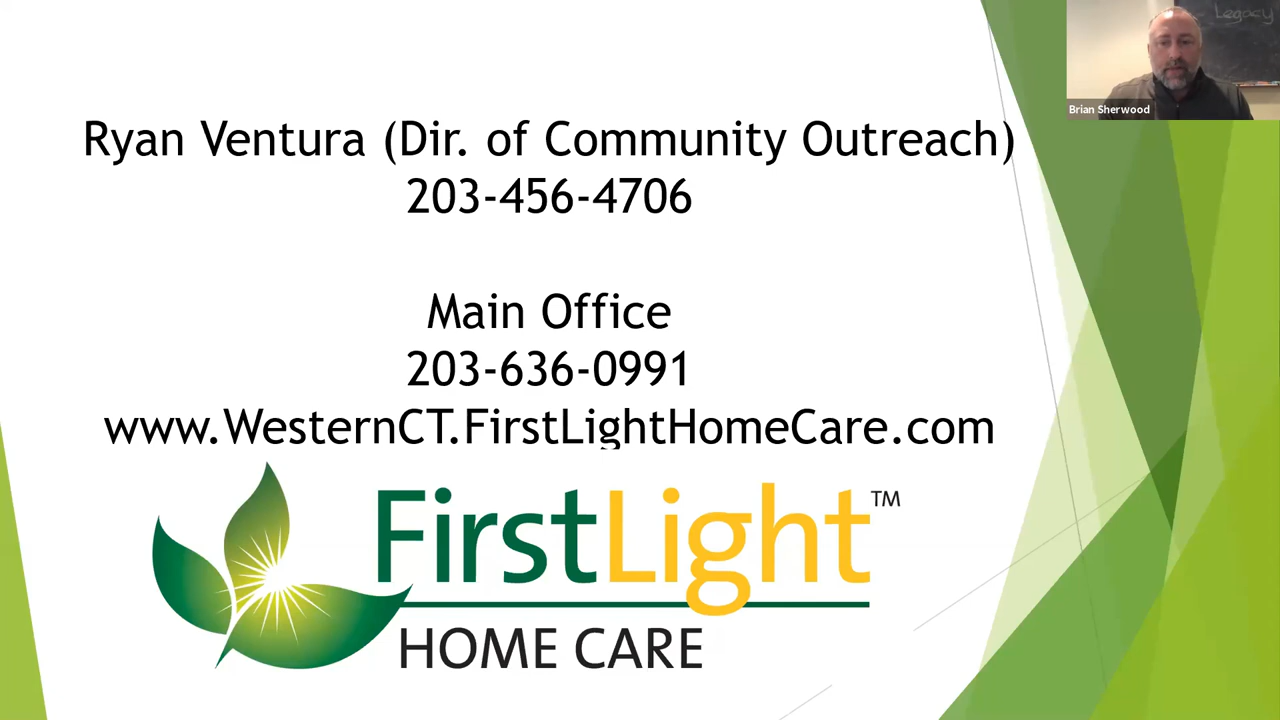 Legacy
Brian Sherwood
Ryan Ventura (Dir. of Community Outreach)
203-456-4706
Main Office
203-636-0991
www.WesternCT.FirstLightHomeCare.com
FirstLight™
HOME CARE